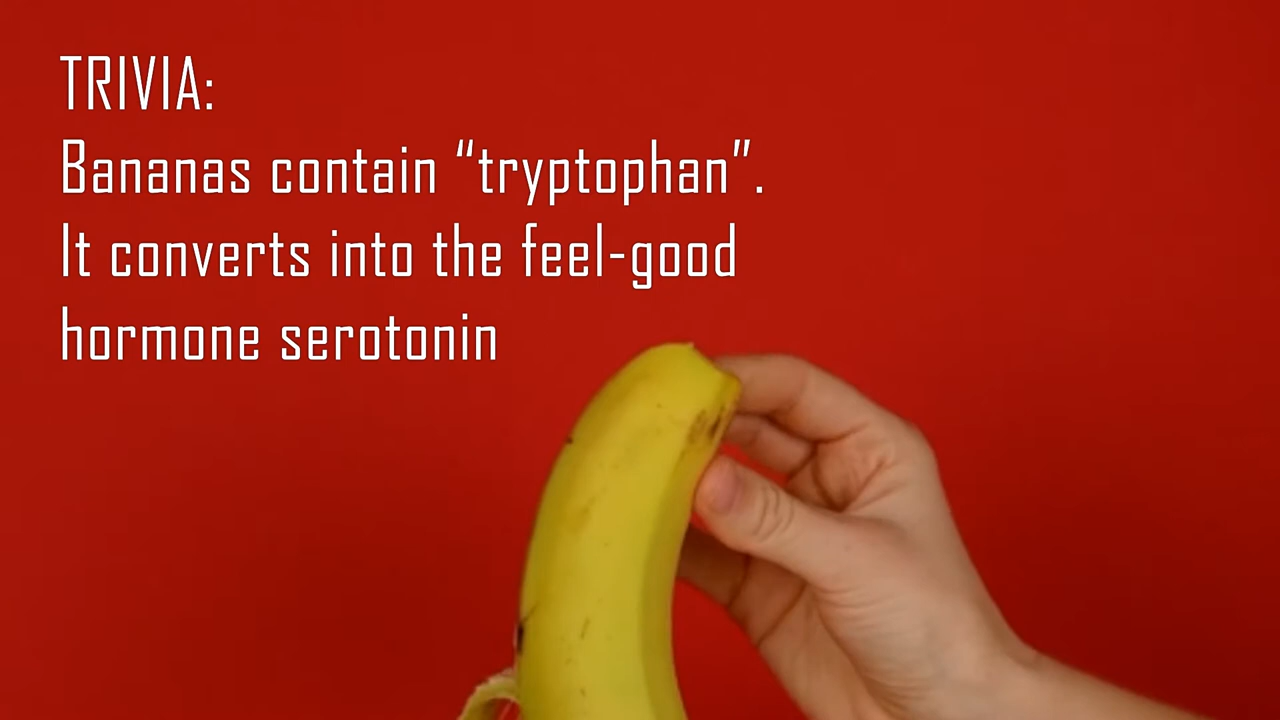 TRIVIA:
Bananas contain “tryptophan”.
It converts into the feel-good
hormone serotonin